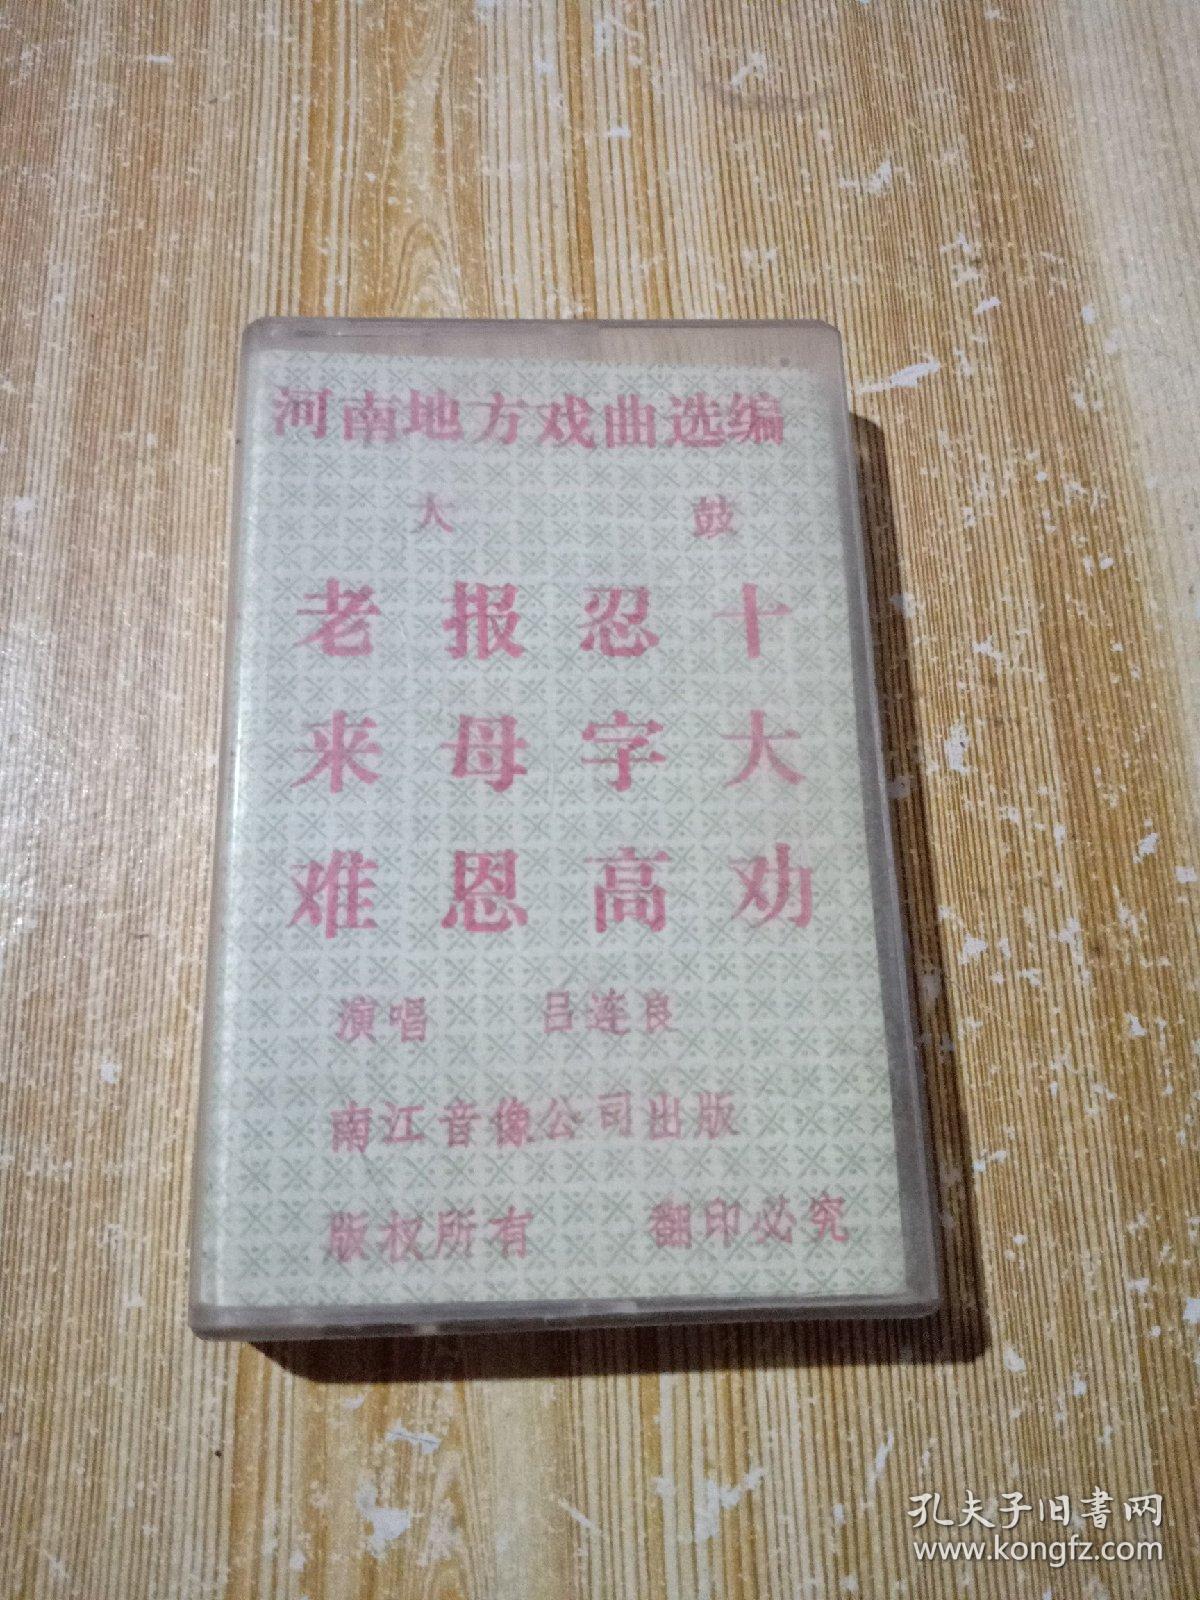 河南地方戏曲选编
大鼓
老报忍十
来母字大
难恩高劝
演唱 吕连良
南江音像公司出版
版权所有 翻印必究
孔夫子旧書网
www.kongfz.com